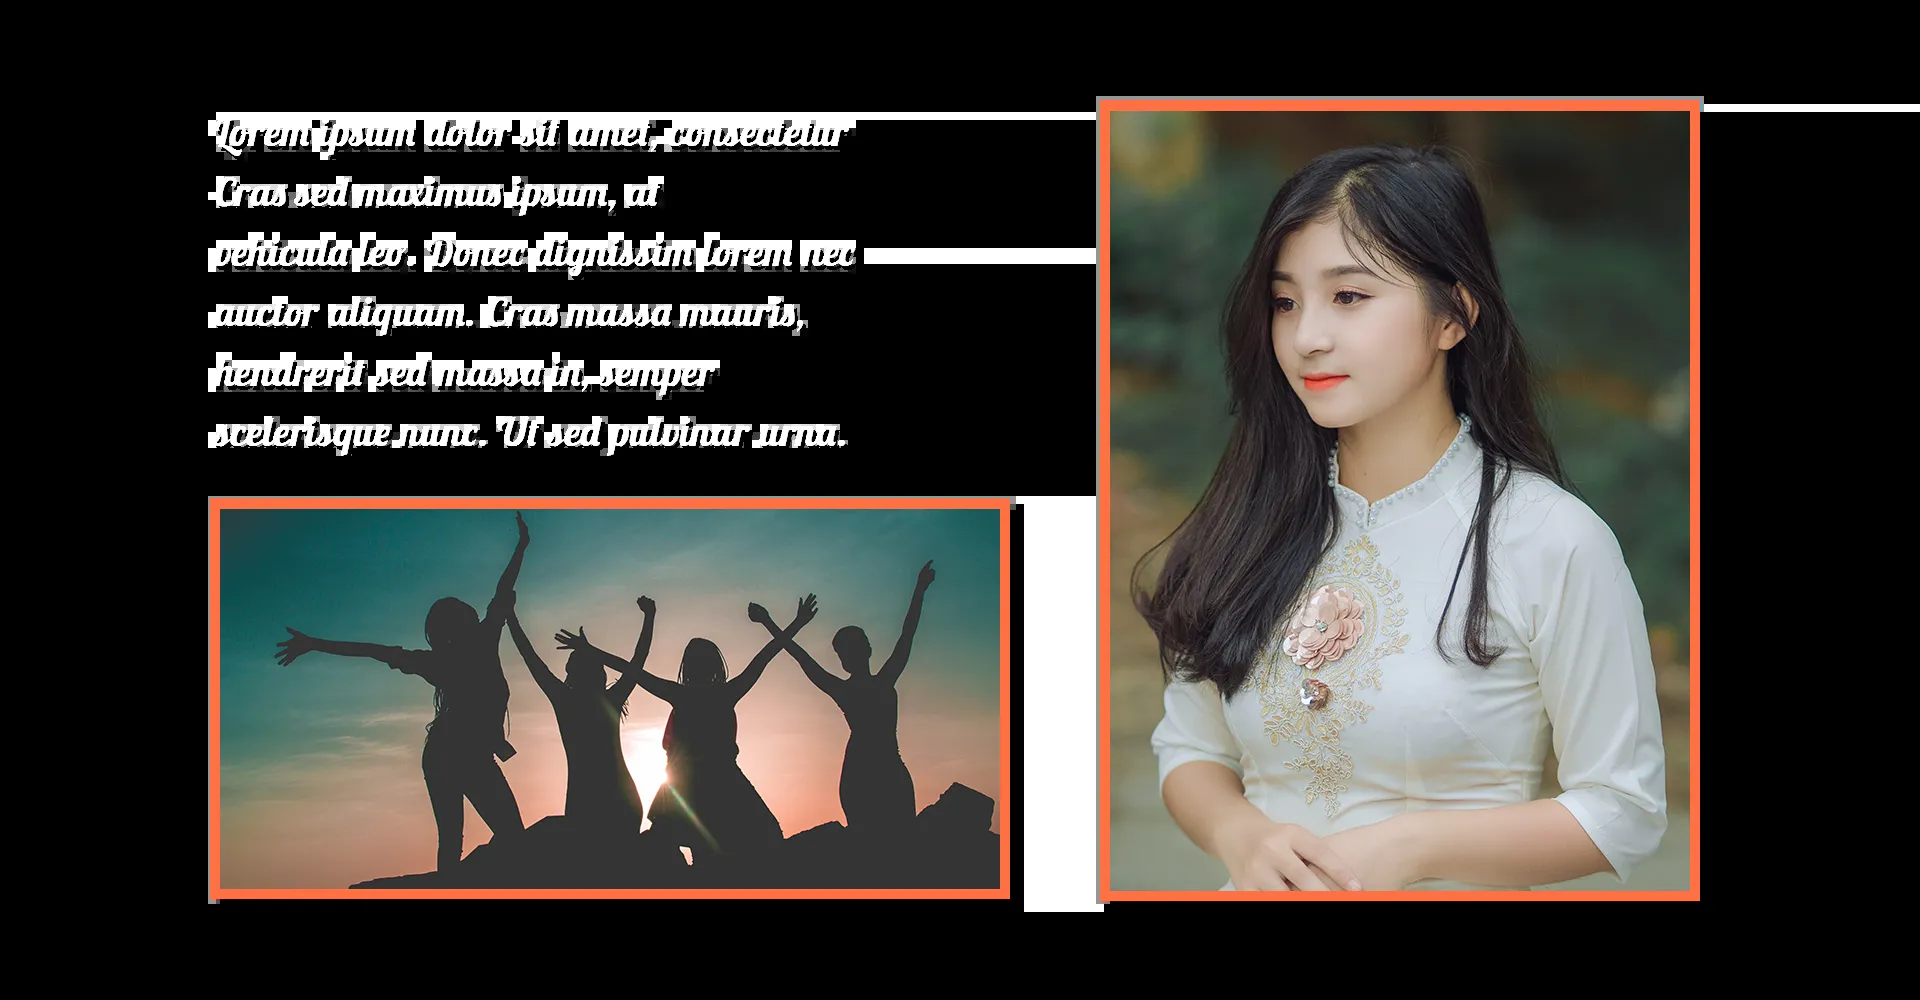 Lorem ipsum dolor sit amet, consectetur
Cras sed maximus ipsum, at
vehicula leo. Donec dignissim lorem nec
auctor aliquam. Cras massa mauris,
hendrerit sed massa in, semper
scelerisque nunc. Ut sed pulvinar urna.